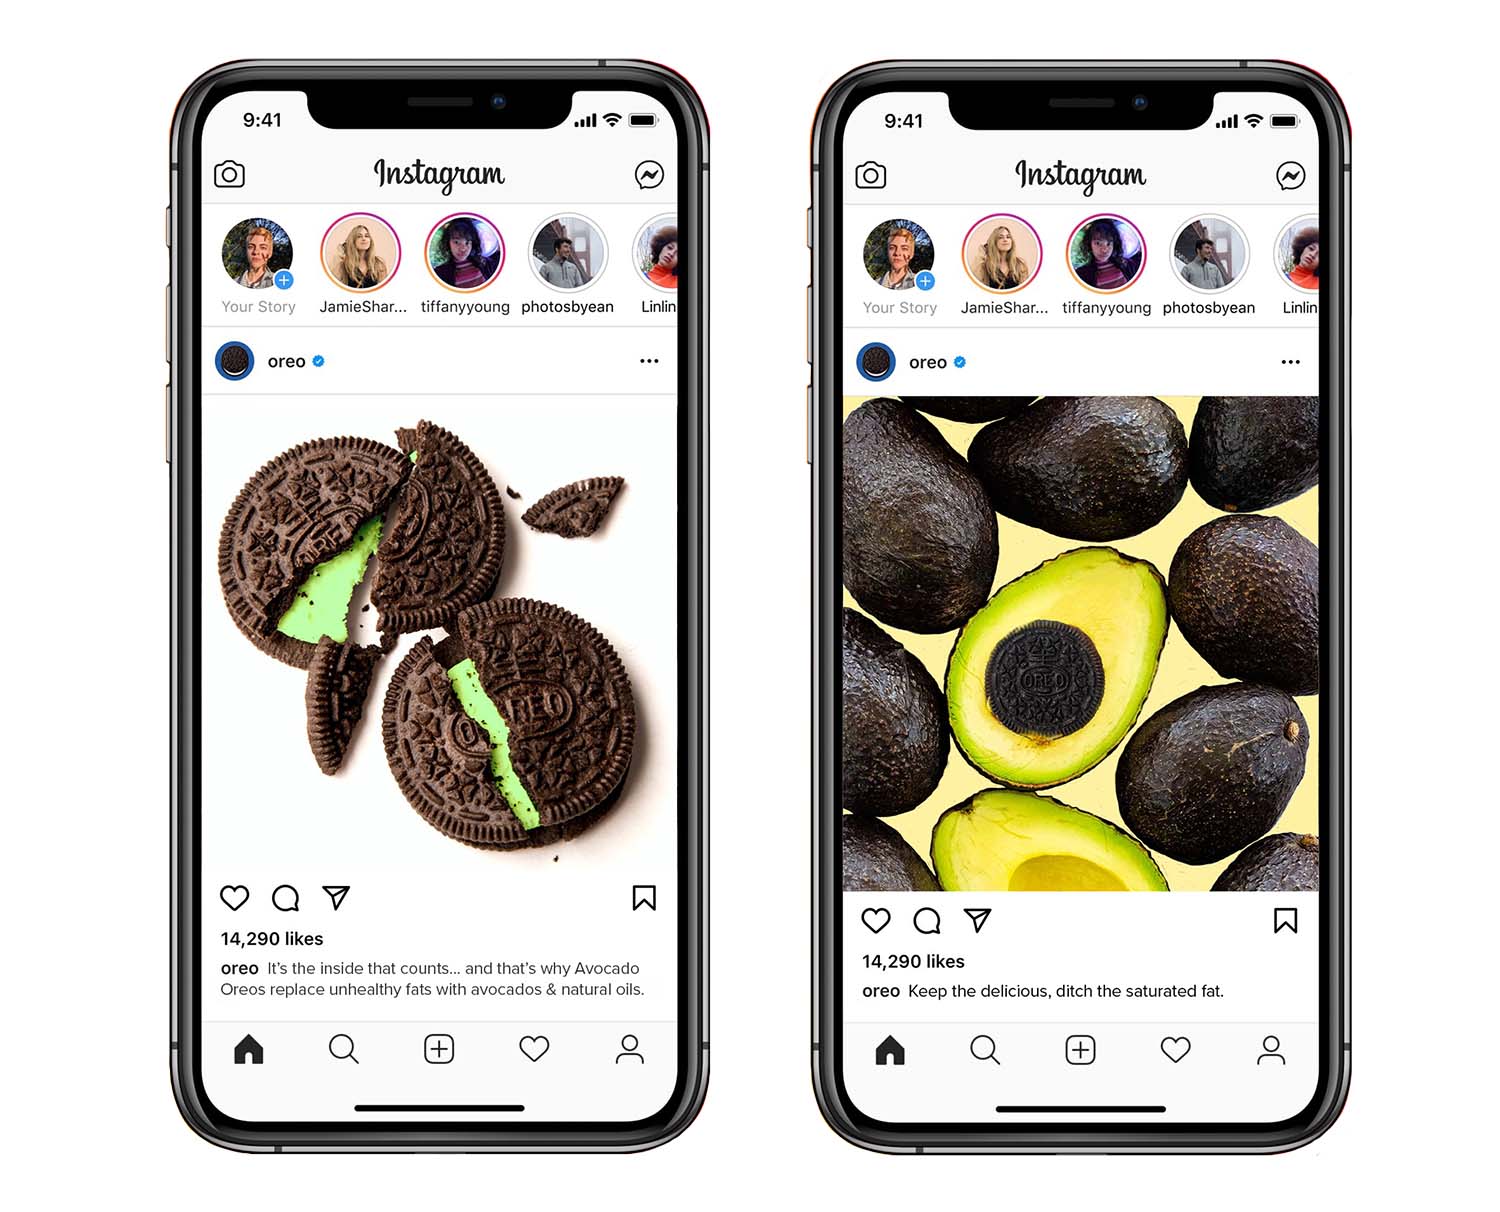 9:41
Instagram
Your Story JamieShar... tiffanyyoung photosbyean Linlin
oreo
OREO
OREO
14,290 likes
oreo It's the inside that counts... and that's why Avocado
Oreos replace unhealthy fats with avocados & natural oils.
9:41
Instagram
Your Story JamieShar... tiffanyyoung photosbyean Linlin
oreo
OREO
14,290 likes
oreo Keep the delicious, ditch the saturated fat.